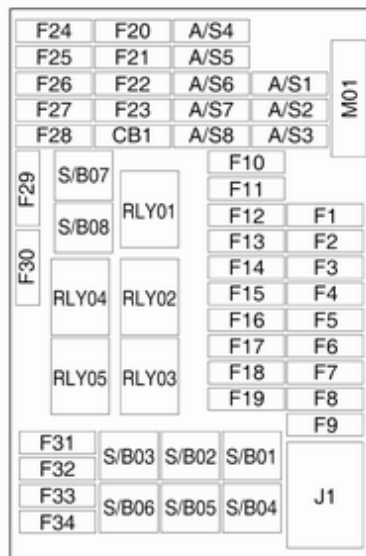 F24 F20 A/S4
F25 F21 A/S5
F26 F22 A/S6 A/S1
F27 F23 A/S7 A/S2
F28 CB1 A/S8 A/S3
M01
F29
F30
S/B07
S/B08
RLY01
RLY04 RLY02
RLY05 RLY03
F10
F11
F12 F1
F13 F2
F14 F3
F15 F4
F16 F5
F17 F6
F18 F7
F19 F8
F9
F31
F32
F33
F34
S/B03 S/B02 S/B01
S/B06 S/B05 S/B04
J1